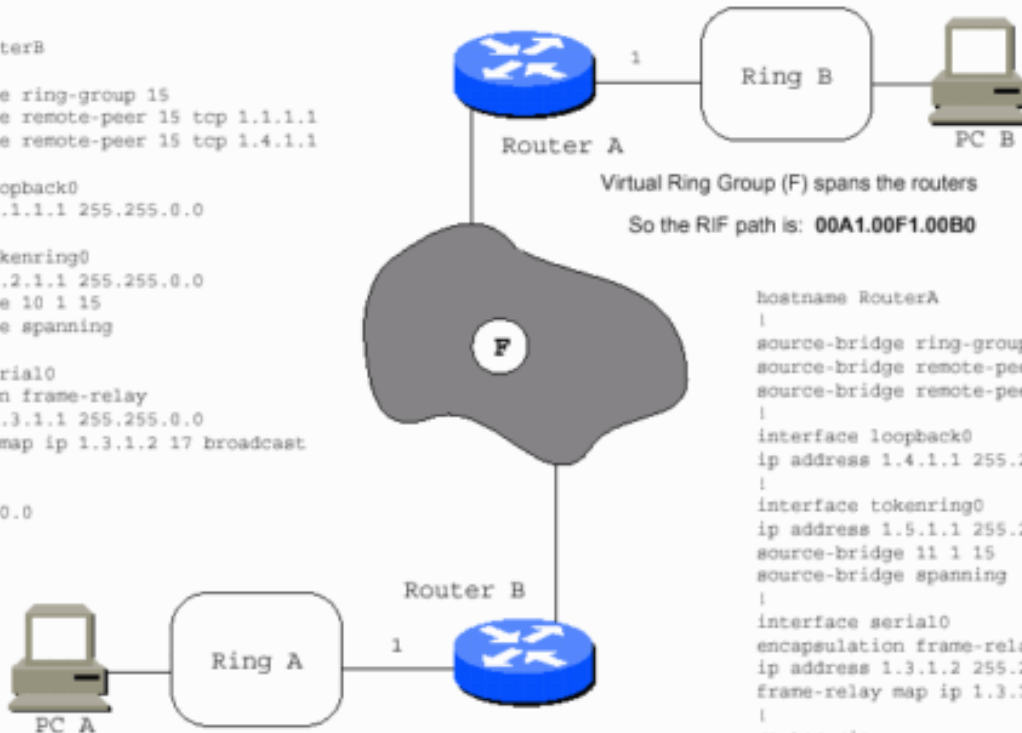 terB
e ring-group 15
e remote-peer 15 tcp 1.1.1.1
e remote-peer 15 tcp 1.4.1.1
opback0
.1.1.1 255.255.0.0
kenring0
.2.1.1 255.255.0.0
e 10 1 15
e spanning
rial0
n frame-relay
.3.1.1 255.255.0.0
map ip 1.3.1.2 17 broadcast
0.0
1
Ring B
Router A
PC B
Virtual Ring Group (F) spans the routers
So the RIF path is: 00A1.00F1.00B0
F
hostname RouterA
!
source-bridge ring-group
source-bridge remote-pee
source-bridge remote-pee
!
interface loopback0
ip address 1.4.1.1 255.2
!
interface tokenring0
ip address 1.5.1.1 255.2
source-bridge 11 1 15
source-bridge spanning
!
interface serial0
encapsulation frame-rela
ip address 1.3.1.2 255.2
frame-relay map ip 1.3.1
!
Router B
Ring A
1
PC A